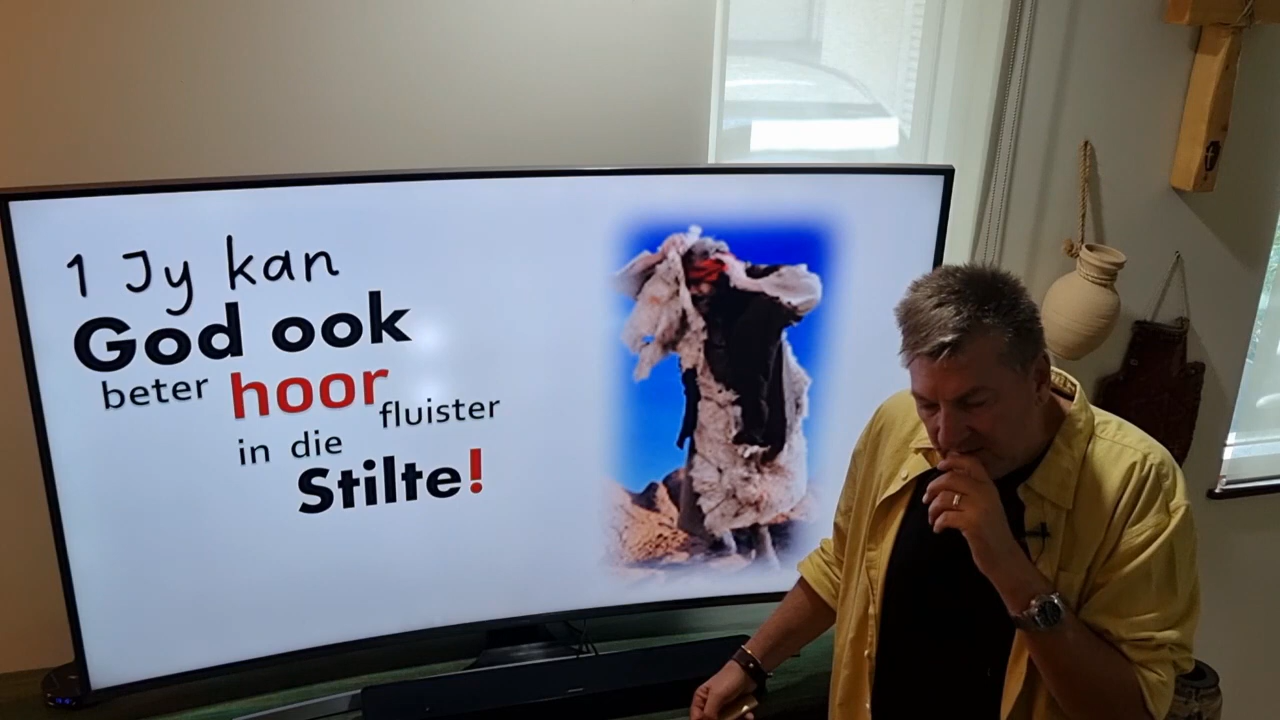 1 Jy kan
God ook
beter hoor fluister
in die
Stilte!